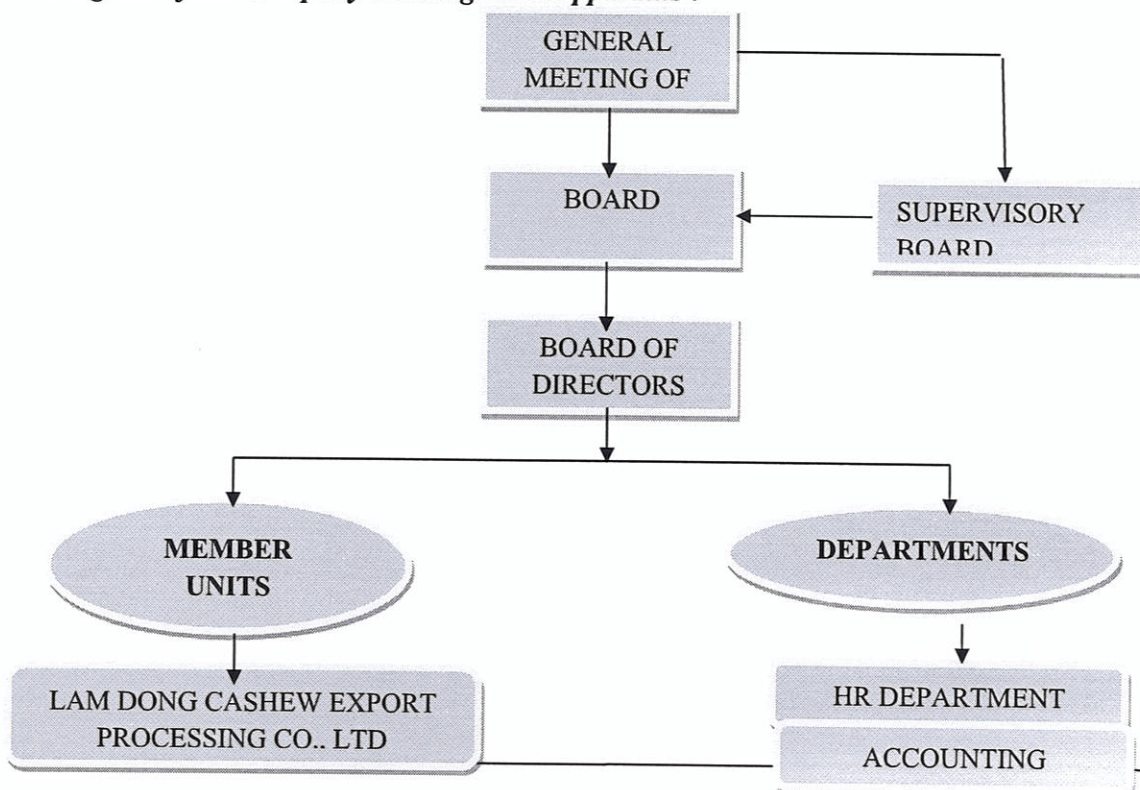 GENERAL
MEETING OF
BOARD
SUPERVISORY
BOARD
BOARD OF
DIRECTORS
MEMBER
UNITS
DEPARTMENTS
LAM DONG CASHEW EXPORT
PROCESSING CO.. LTD
HR DEPARTMENT
ACCOUNTING